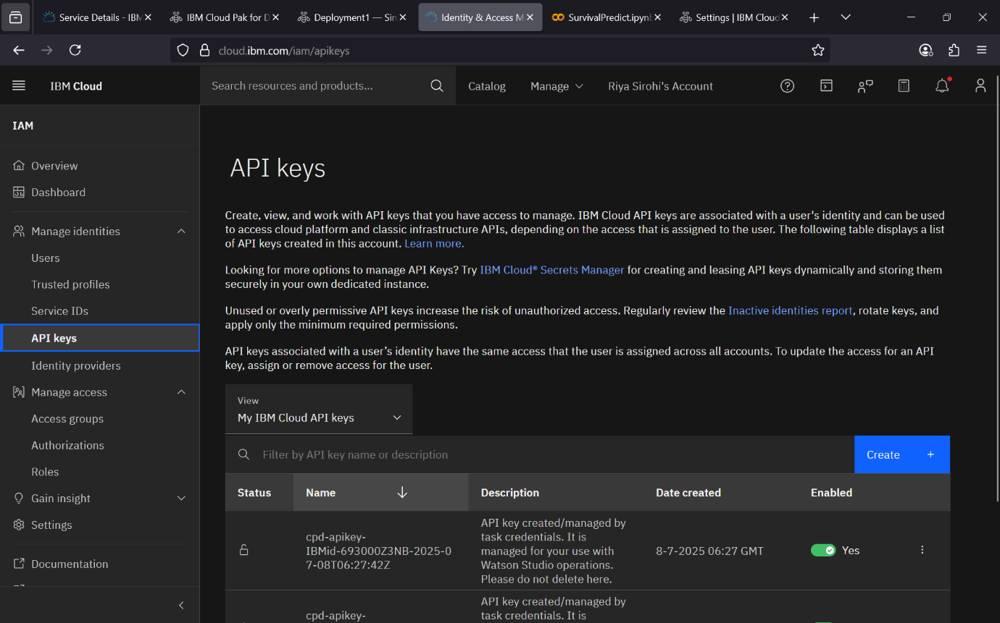 Service Details - IBM
IBM Cloud Pak for D
Deployment1 — Sin
Identity & Access M
SurvivalPredict.ipynb
Settings | IBM Cloud
cloud.ibm.com/iam/apikeys
IBM Cloud
Search resources and products...
Catalog
Manage
Riya Sirohi's Account
IAM
Overview
Dashboard
Manage identities
Users
Trusted profiles
Service IDs
API keys
Identity providers
Manage access
Access groups
Authorizations
Roles
Gain insight
Settings
Documentation
API keys
Create, view, and work with API keys that you have access to manage. IBM Cloud API keys are associated with a user's identity and can be used
to access cloud platform and classic infrastructure APIs, depending on the access that is assigned to the user. The following table displays a list
of API keys created in this account. Learn more.
Looking for more options to manage API Keys? Try IBM Cloud® Secrets Manager for creating and leasing API keys dynamically and storing them
securely in your own dedicated instance.
Unused or overly permissive API keys increase the risk of unauthorized access. Regularly review the Inactive identities report, rotate keys, and
apply only the minimum required permissions.
API keys associated with a user's identity have the same access that the user is assigned across all accounts. To update the access for an API
key, assign or remove access for the user.
View
My IBM Cloud API keys
Filter by API key name or description
Create +
Status Name Description Date created Enabled
cpd-apikey-
IBMid-693000Z3NB-2025-0
7-08T06:27:42Z
API key created/managed by
task credentials. It is
managed for your use with
Watson Studio operations.
Please do not delete here.
8-7-2025 06:27 GMT
Yes
cpd-apikey-
API key created/managed by
task credentials. It is